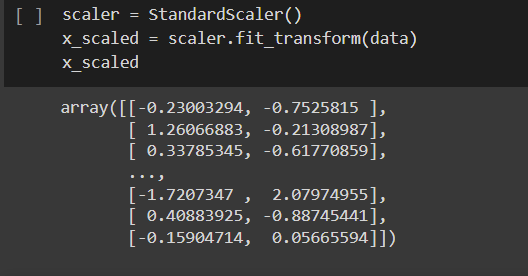 [ ] scaler = StandardScaler()
x_scaled = scaler.fit_transform(data)
x_scaled
array([[-0.23003294, -0.7525815 ],
[ 1.26066883, -0.21308987],
[ 0.33785345, -0.61770859],
...,
[-1.7207347 , 2.07974955],
[ 0.40883925, -0.88745441],
[-0.15904714, 0.05665594]])